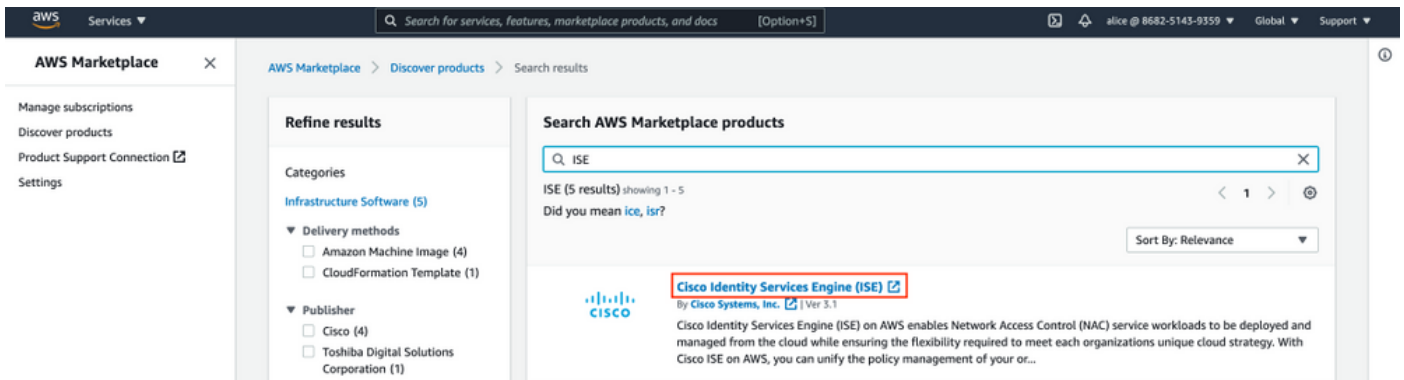 aws
Services ▼
Search for services, features, marketplace products, and docs [Option+S]
alice @ 8682-5143-9359 ▼
Global ▼
Support ▼
AWS Marketplace
Manage subscriptions
Discover products
Product Support Connection
Settings
AWS Marketplace > Discover products > Search results
Refine results
Categories
Infrastructure Software (5)
▼ Delivery methods
Amazon Machine Image (4)
CloudFormation Template (1)
▼ Publisher
Cisco (4)
Toshiba Digital Solutions
Corporation (1)
Search AWS Marketplace products
ISE
ISE (5 results) showing 1 - 5
< 1 >
Did you mean ice, isr?
Sort By: Relevance ▼
CISCO
Cisco Identity Services Engine (ISE)
By Cisco Systems, Inc. | Ver 3.1
Cisco Identity Services Engine (ISE) on AWS enables Network Access Control (NAC) service workloads to be deployed and
managed from the cloud while ensuring the flexibility required to meet each organizations unique cloud strategy. With
Cisco ISE on AWS, you can unify the policy management of your or...